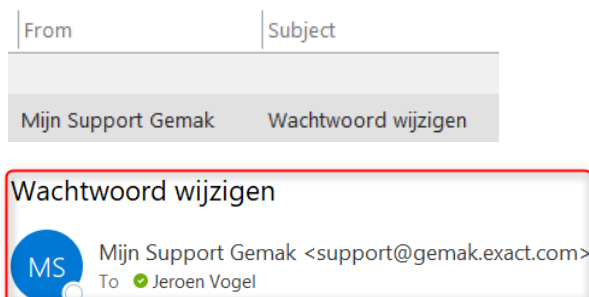 From Subject
Mijn Support Gemak Wachtwoord wijzigen
Wachtwoord wijzigen
MS
Mijn Support Gemak <support@gemak.exact.com>
To Jeroen Vogel